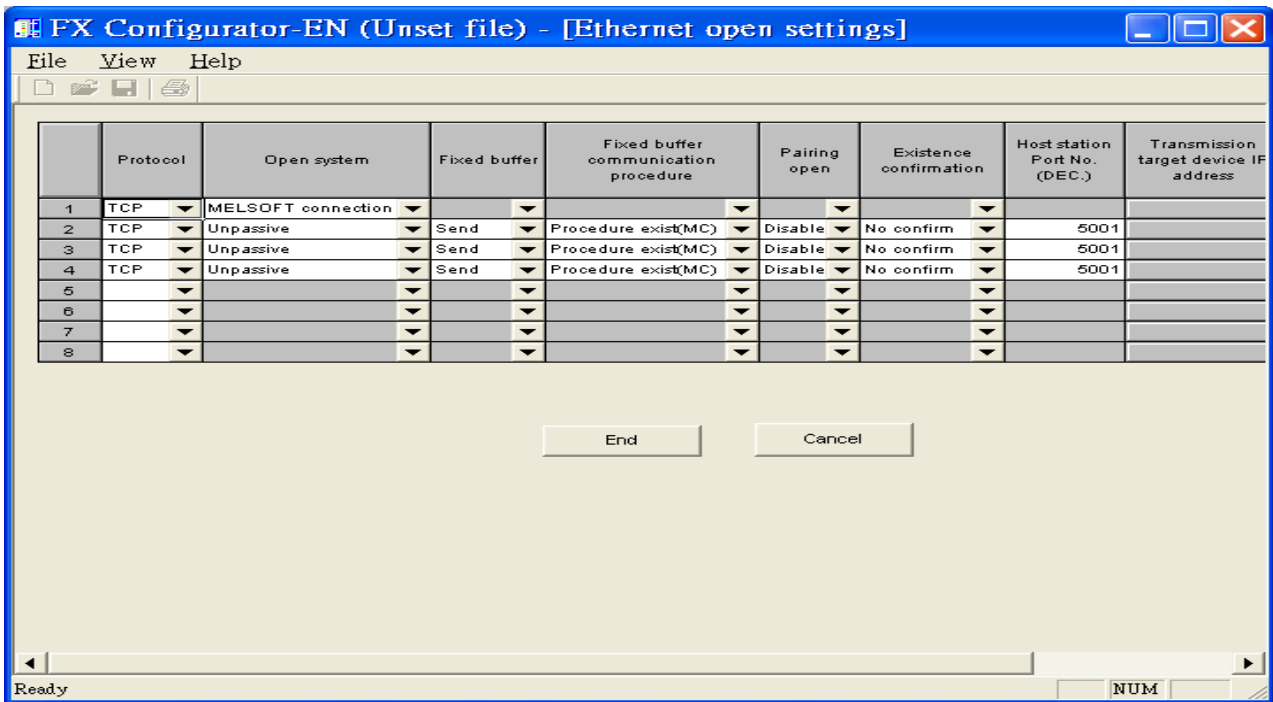 FX Configurator-EN (Unset file) - [Ethernet open settings]
File View Help
Protocol Open system Fixed buffer Fixed buffer communication procedure Pairing open Existence confirmation Host station Port No. (DEC.) Transmission target device IF address
1 TCP MELSOFT connection
2 TCP Unpassive Send Procedure exist(MC) Disable No confirm 5001
3 TCP Unpassive Send Procedure exist(MC) Disable No confirm 5001
4 TCP Unpassive Send Procedure exist(MC) Disable No confirm 5001
5
6
7
8
End Cancel
Ready NUM